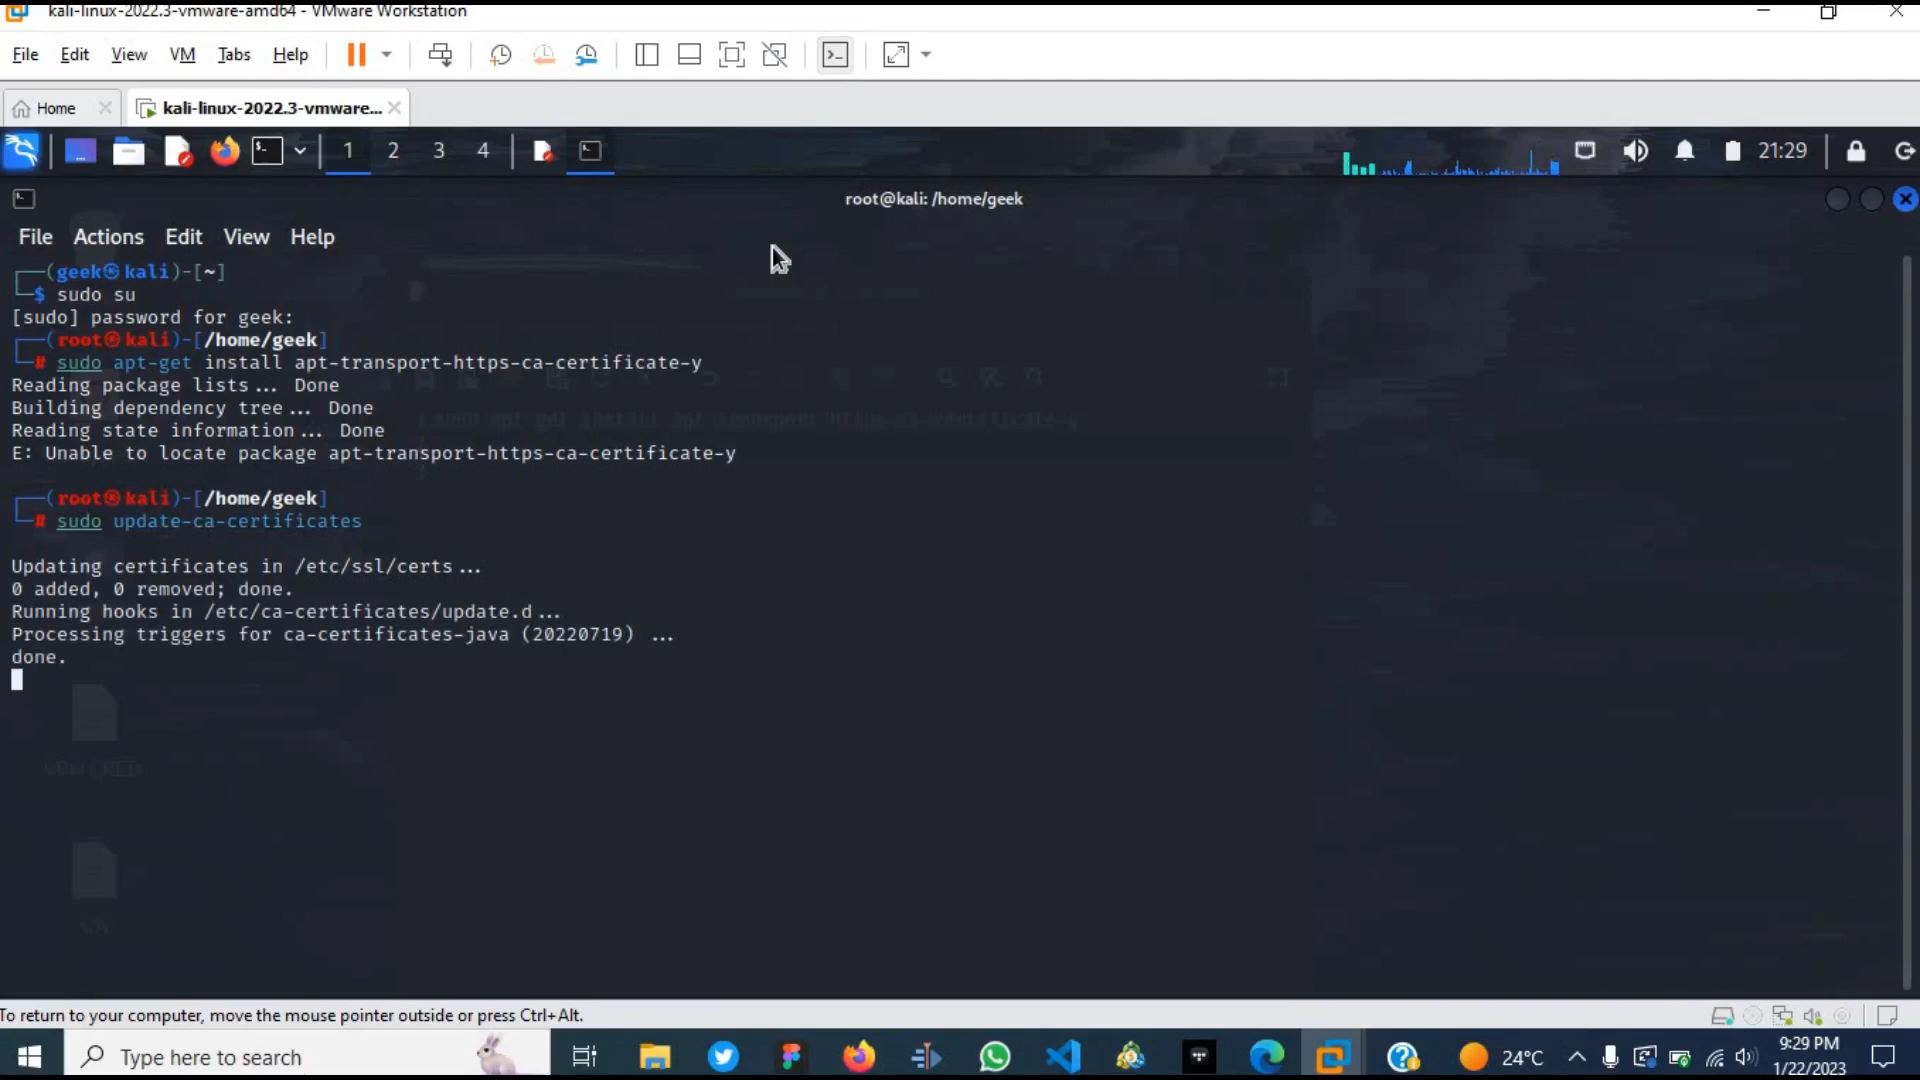 kali-linux-2022.3-vmware-amd64 - VMware Workstation
File Edit View VM Tabs Help
Home kali-linux-2022.3-vmware...
1 2 3 4 21:29
root@kali: /home/geek
File Actions Edit View Help
(geek㉿kali)-[~]
$ sudo su
[sudo] password for geek:
(root㉿kali)-[/home/geek]
# sudo apt-get install apt-transport-https-ca-certificate-y
Reading package lists... Done
Building dependency tree... Done
Reading state information... Done
E: Unable to locate package apt-transport-https-ca-certificate-y
(root㉿kali)-[/home/geek]
# sudo update-ca-certificates
Updating certificates in /etc/ssl/certs...
0 added, 0 removed; done.
Running hooks in /etc/ca-certificates/update.d...
Processing triggers for ca-certificates-java (20220719) ...
done.
To return to your computer, move the mouse pointer outside or press Ctrl+Alt.
Type here to search
24°C
9:29 PM
1/22/2023